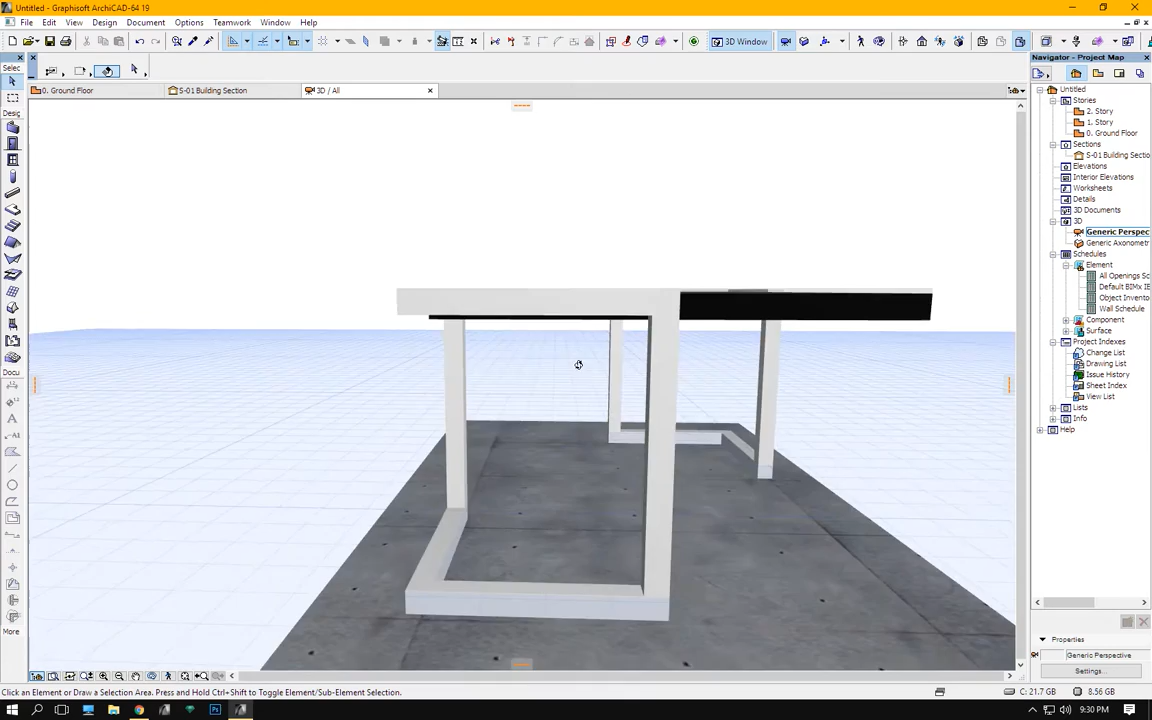 Untitled - Graphisoft ArchiCAD-64 19
File Edit View Design Document Options Teamwork Window Help
3D Window
Selec
Navigator - Project Map
0. Ground Floor
S-01 Building Section
3D / All
Untitled
Stories
2. Story
1. Story
0. Ground Floor
Sections
S-01 Building Sectio
Elevations
Interior Elevations
Worksheets
Details
3D Documents
3D
Generic Perspec
Generic Axonometr
Schedules
Element
All Openings Sc
Default BIMx IE
Object Invento
Wall Schedule
Component
Surface
Project Indexes
Change List
Drawing List
Issue History
Sheet Index
View List
Lists
Info
Help
Desig
Docu
More
Properties
Generic Perspective
Settings...
Click an Element or Draw a Selection Area. Press and Hold Ctrl+Shift to Toggle Element/Sub-Element Selection.
C: 21.7 GB
8.56 GB
9:30 PM